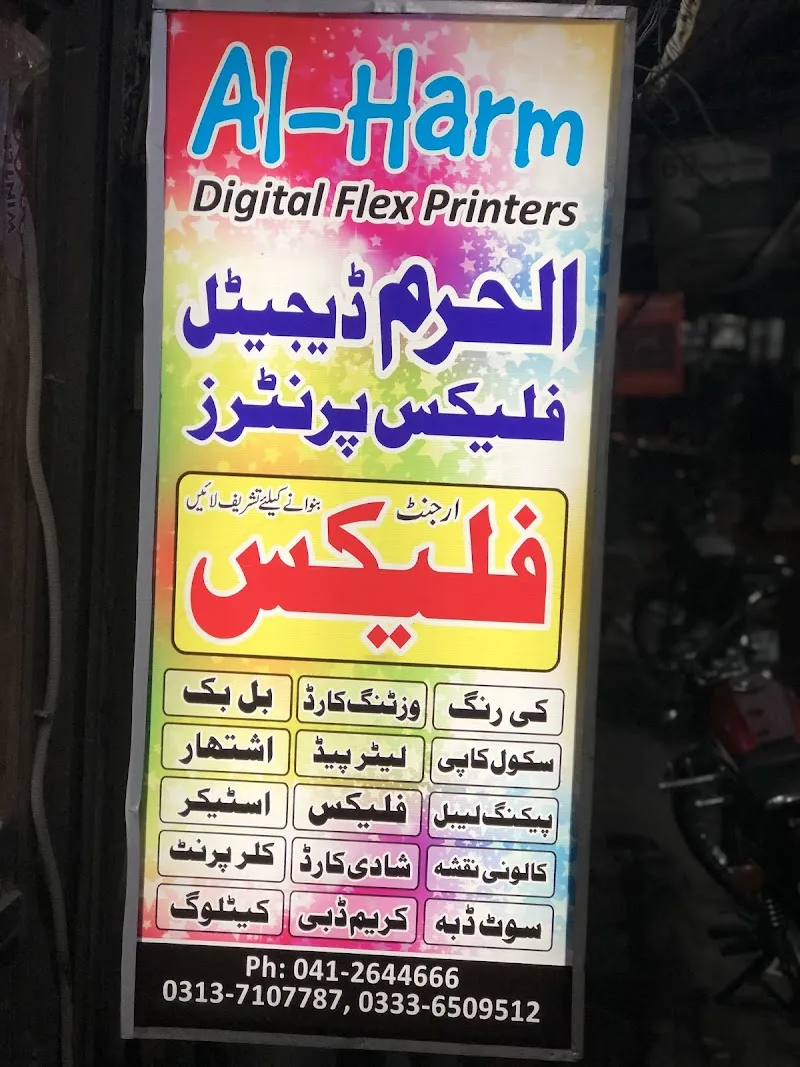 Al-Harm
Digital Flex Printers
الحرم ڈیجیٹل
فلیکس پرنٹرز
ارجنٹ
فلیکس
بنوانے کیلئے تشریف لائیں
کی رنگ وزٹنگ کارڈ بل بک
سکول کاپی لیٹر پیڈ اشتھار
پیکنگ لیبل فلیکس اسٹیکر
کالونی نقشہ شادی کارڈ کلر پرنٹ
سوٹ ڈبہ کریم ڈبی کیٹلوگ
Ph: 041-2644666
0313-7107787, 0333-6509512
WINTER